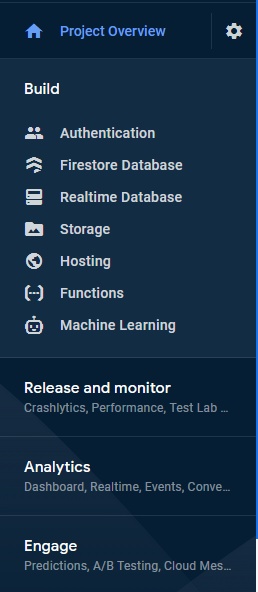 Project Overview
Build
Authentication
Firestore Database
Realtime Database
Storage
Hosting
Functions
Machine Learning
Release and monitor
Crashlytics, Performance, Test Lab ...
Analytics
Dashboard, Realtime, Events, Conve...
Engage
Predictions, A/B Testing, Cloud Mes...